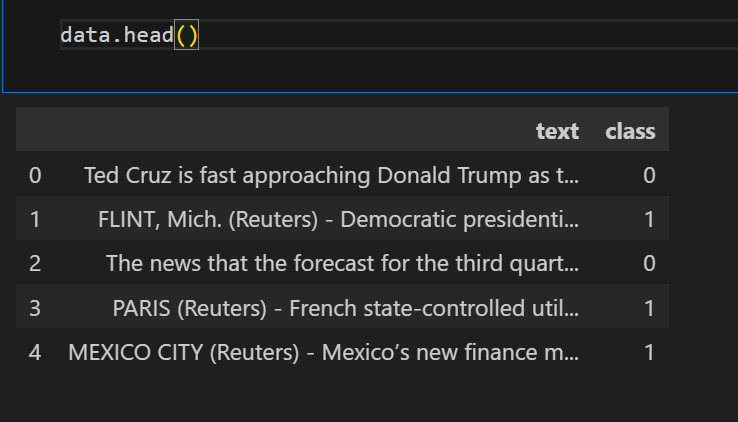 data.head()
text class
0 Ted Cruz is fast approaching Donald Trump as t... 0
1 FLINT, Mich. (Reuters) - Democratic presidenti... 1
2 The news that the forecast for the third quart... 0
3 PARIS (Reuters) - French state-controlled util... 1
4 MEXICO CITY (Reuters) - Mexico’s new finance m... 1